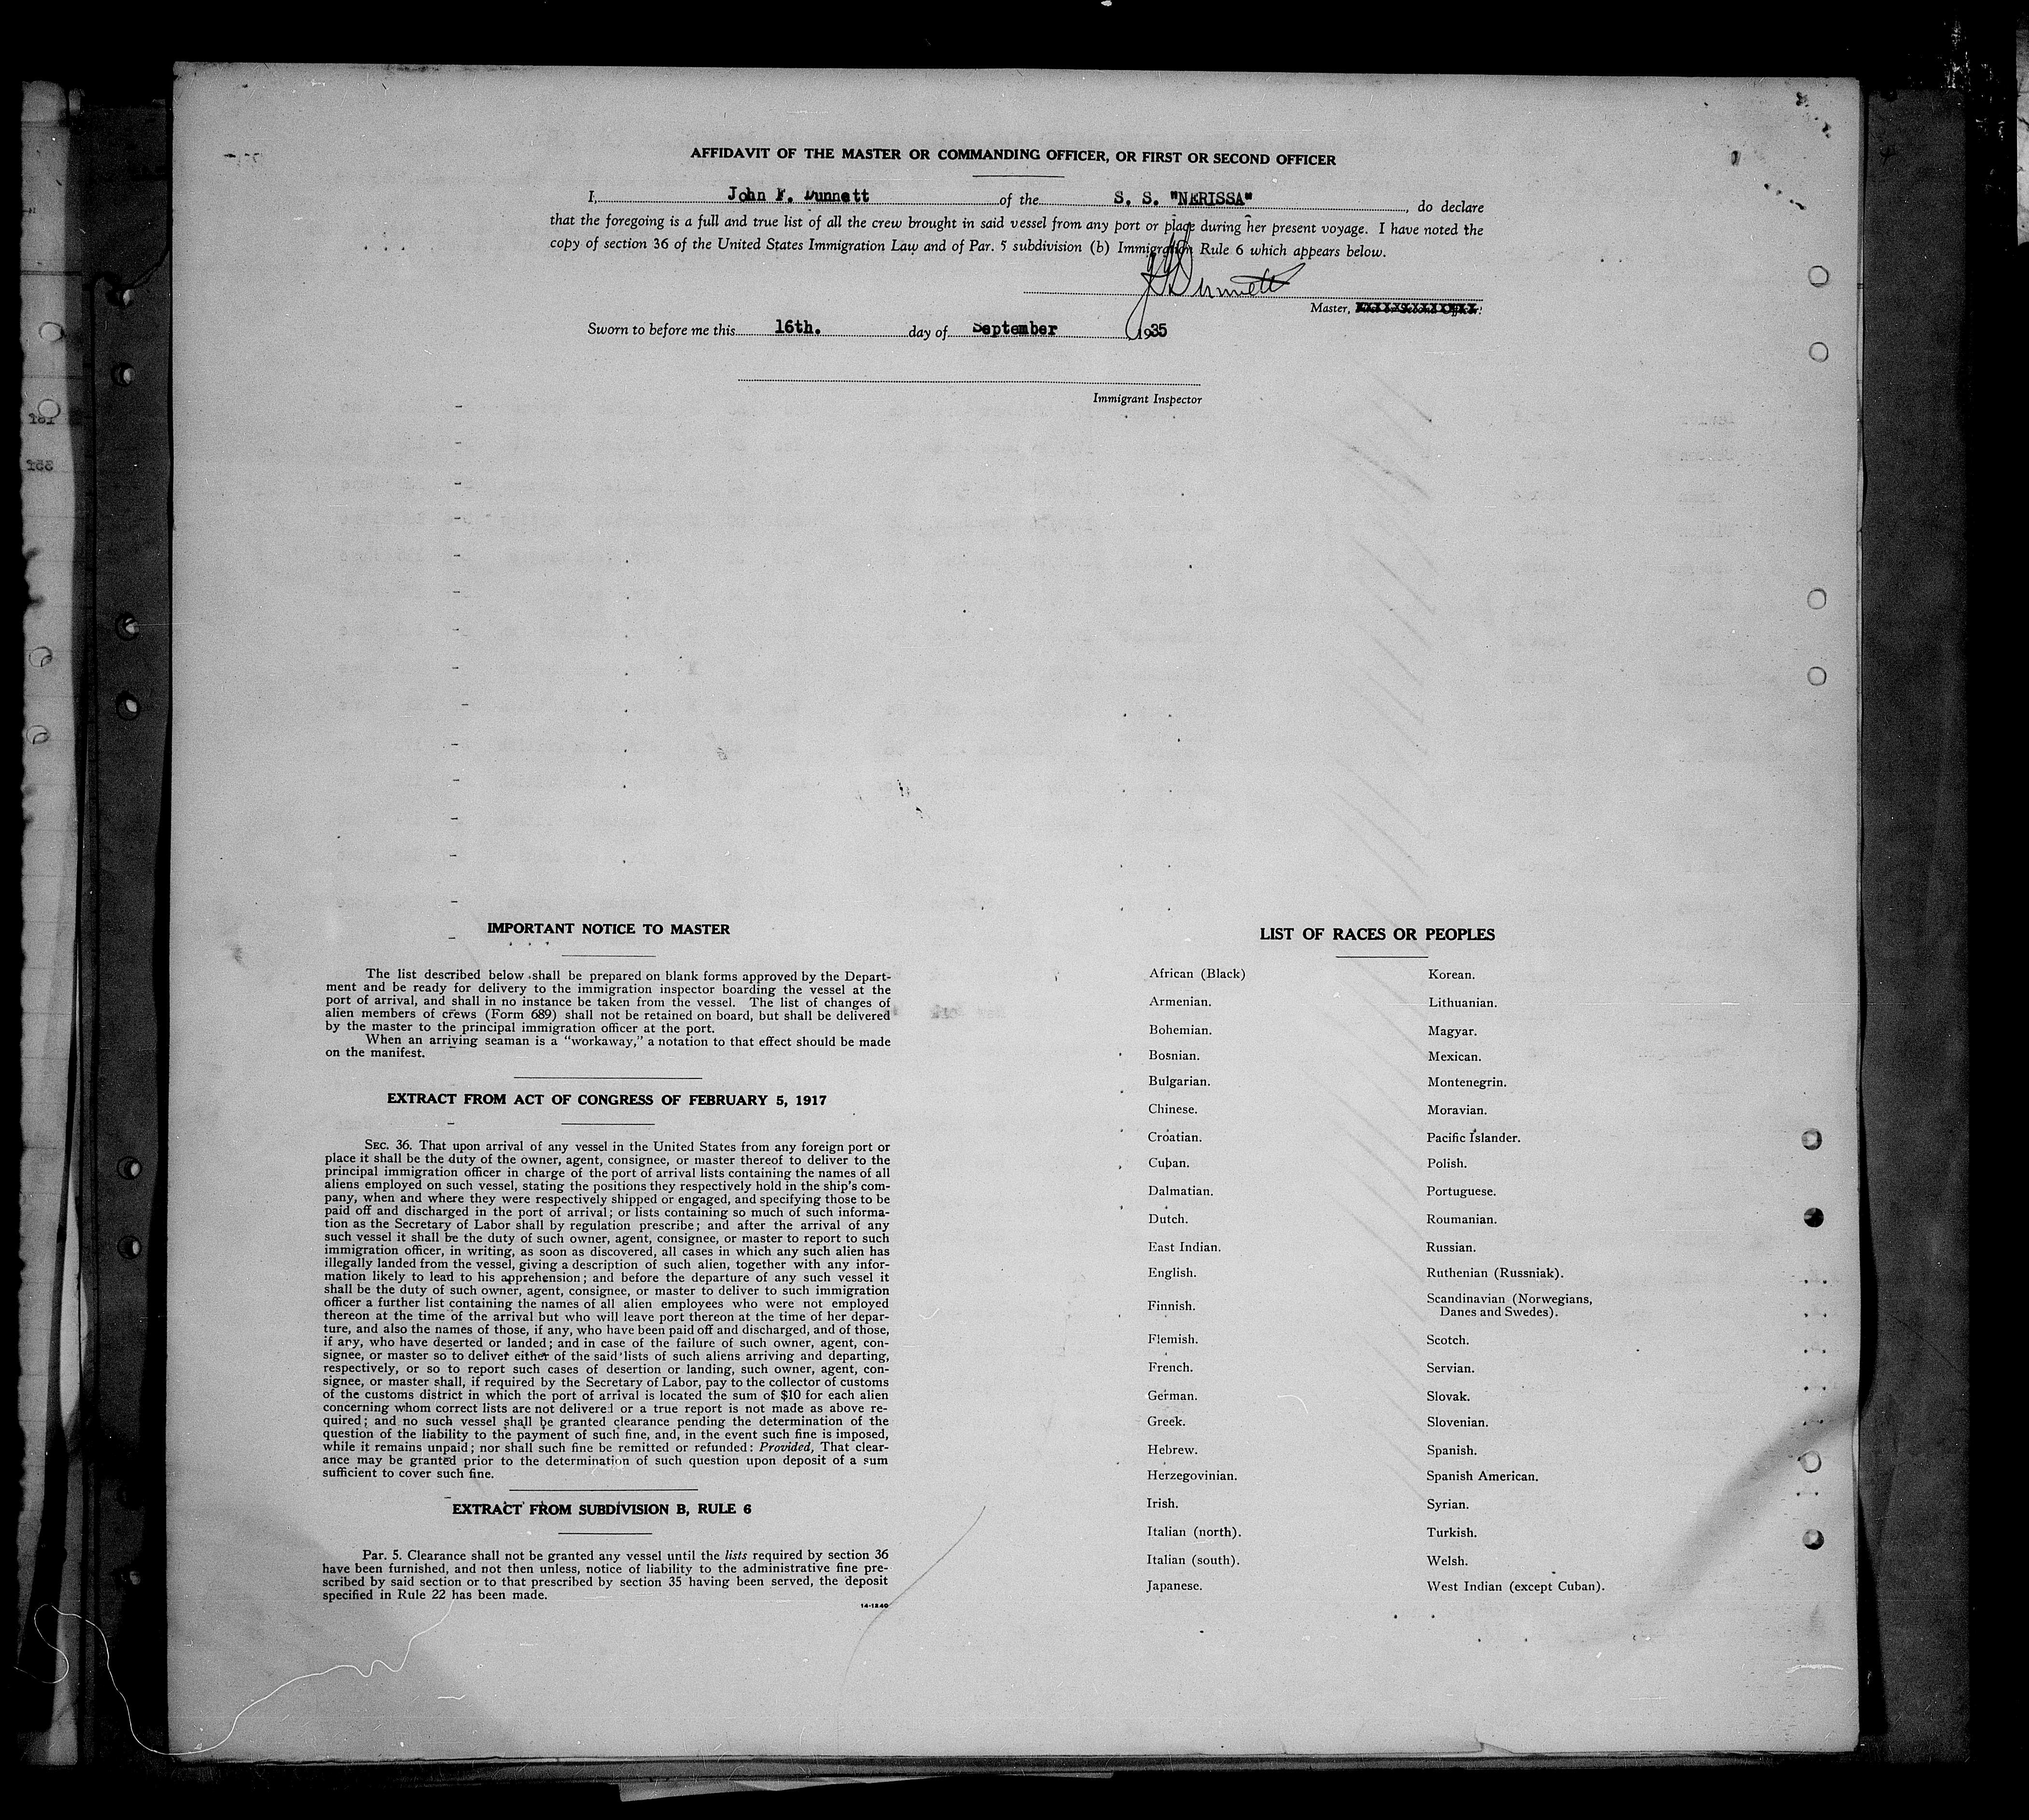 AFFIDAVIT OF THE MASTER OR COMMANDING OFFICER, OR FIRST OR SECOND OFFICER
I, John F. Dunnett of the S. S. "NERISSA", do declare
that the foregoing is a full and true list of all the crew brought in said vessel from any port or place during her present voyage. I have noted the
copy of section 36 of the United States Immigration Law and of Par. 5 subdivision (b) Immigration Rule 6 which appears below.
J F Dunnett
Master, First or Second Officer.
Sworn to before me this 16th. day of September 1935
Immigrant Inspector
IMPORTANT NOTICE TO MASTER
The list described below shall be prepared on blank forms approved by the Depart-
ment and be ready for delivery to the immigration inspector boarding the vessel at the
port of arrival, and shall in no instance be taken from the vessel. The list of changes of
alien members of crews (Form 689) shall not be retained on board, but shall be delivered
by the master to the principal immigration officer at the port.
When an arriving seaman is a "workaway," a notation to that effect should be made
on the manifest.
EXTRACT FROM ACT OF CONGRESS OF FEBRUARY 5, 1917
SEC. 36. That upon arrival of any vessel in the United States from any foreign port or
place it shall be the duty of the owner, agent, consignee, or master thereof to deliver to the
principal immigration officer in charge of the port of arrival lists containing the names of all
aliens employed on such vessel, stating the positions they respectively hold in the ship's com-
pany, when and where they were respectively shipped or engaged, and specifying those to be
paid off and discharged in the port of arrival; or lists containing so much of such informa-
tion as the Secretary of Labor shall by regulation prescribe; and after the arrival of any
such vessel it shall be the duty of such owner, agent, consignee, or master to report to such
immigration officer, in writing, as soon as discovered, all cases in which any such alien has
illegally landed from the vessel, giving a description of such alien, together with any infor-
mation likely to lead to his apprehension; and before the departure of any such vessel it
shall be the duty of such owner, agent, consignee, or master to deliver to such immigration
officer a further list containing the names of all alien employees who were not employed
thereon at the time of the arrival but who will leave port thereon at the time of her depar-
ture, and also the names of those, if any, who have been paid off and discharged, and of those,
if any, who have deserted or landed; and in case of the failure of such owner, agent, con-
signee, or master so to deliver either of the said lists of such aliens arriving and departing,
respectively, or so to report such cases of desertion or landing, such owner, agent, con-
signee, or master shall, if required by the Secretary of Labor, pay to the collector of customs
of the customs district in which the port of arrival is located the sum of $10 for each alien
concerning whom correct lists are not delivered or a true report is not made as above re-
quired; and no such vessel shall be granted clearance pending the determination of the
question of the liability to the payment of such fine, and, in the event such fine is imposed,
while it remains unpaid; nor shall such fine be remitted or refunded: Provided, That clear-
ance may be granted prior to the determination of such question upon deposit of a sum
sufficient to cover such fine.
EXTRACT FROM SUBDIVISION B, RULE 6
Par. 5. Clearance shall not be granted any vessel until the lists required by section 36
have been furnished, and not then unless, notice of liability to the administrative fine pre-
scribed by said section or to that prescribed by section 35 having been served, the deposit
specified in Rule 22 has been made.
14-1240
LIST OF RACES OR PEOPLES
African (Black)
Armenian.
Bohemian.
Bosnian.
Bulgarian.
Chinese.
Croatian.
Cuban.
Dalmatian.
Dutch.
East Indian.
English.
Finnish.
Flemish.
French.
German.
Greek.
Hebrew.
Herzegovinian.
Irish.
Italian (north).
Italian (south).
Japanese.
Korean.
Lithuanian.
Magyar.
Mexican.
Montenegrin.
Moravian.
Pacific Islander.
Polish.
Portuguese.
Roumanian.
Russian.
Ruthenian (Russniak).
Scandinavian (Norwegians,
Danes and Swedes).
Scotch.
Servian.
Slovak.
Slovenian.
Spanish.
Spanish American.
Syrian.
Turkish.
Welsh.
West Indian (except Cuban).